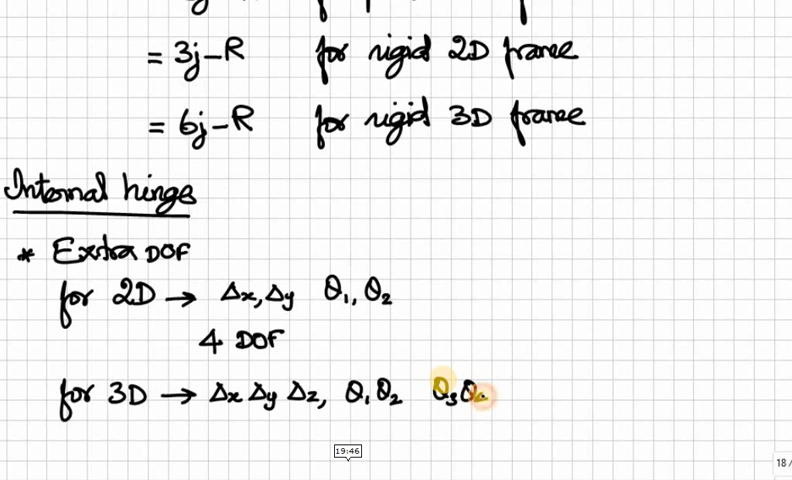 = 3j-R for rigid 2D frame
= 6j-R for rigid 3D frame
Internal hinges
* Extra DOF
for 2D → Δx, Δy θ₁, θ₂
4 DOF
for 3D → Δx Δy Δz, θ₁ θ₂ θ₃ θ
19:46
18/